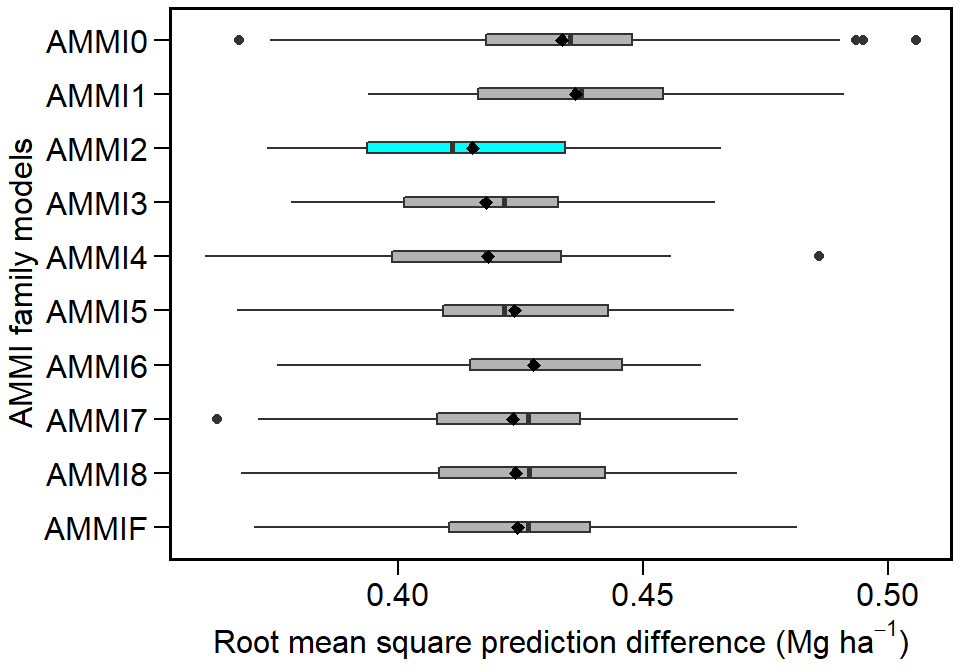 AMMI family models
AMMI0
AMMI1
AMMI2
AMMI3
AMMI4
AMMI5
AMMI6
AMMI7
AMMI8
AMMIF
0.40 0.45 0.50
Root mean square prediction difference (Mg ha⁻¹)